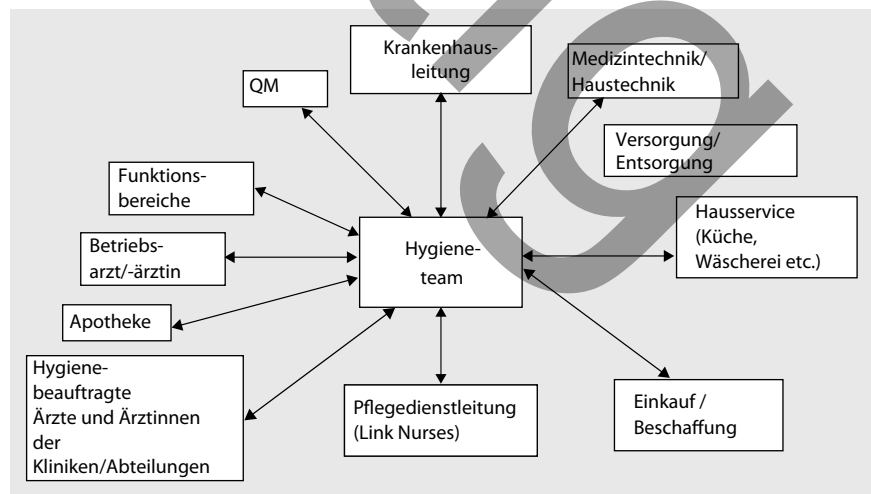 Krankenhaus-
leitung
Medizintechnik/
Haustechnik
QM
Versorgung/
Entsorgung
Funktions-
bereiche
Hausservice
(Küche,
Wäscherei etc.)
Betriebs-
arzt/-ärztin
Hygiene-
team
Apotheke
Hygiene-
beauftragte
Ärzte und Ärztinnen
der
Kliniken/Abteilungen
Pflegedienstleitung
(Link Nurses)
Einkauf /
Beschaffung